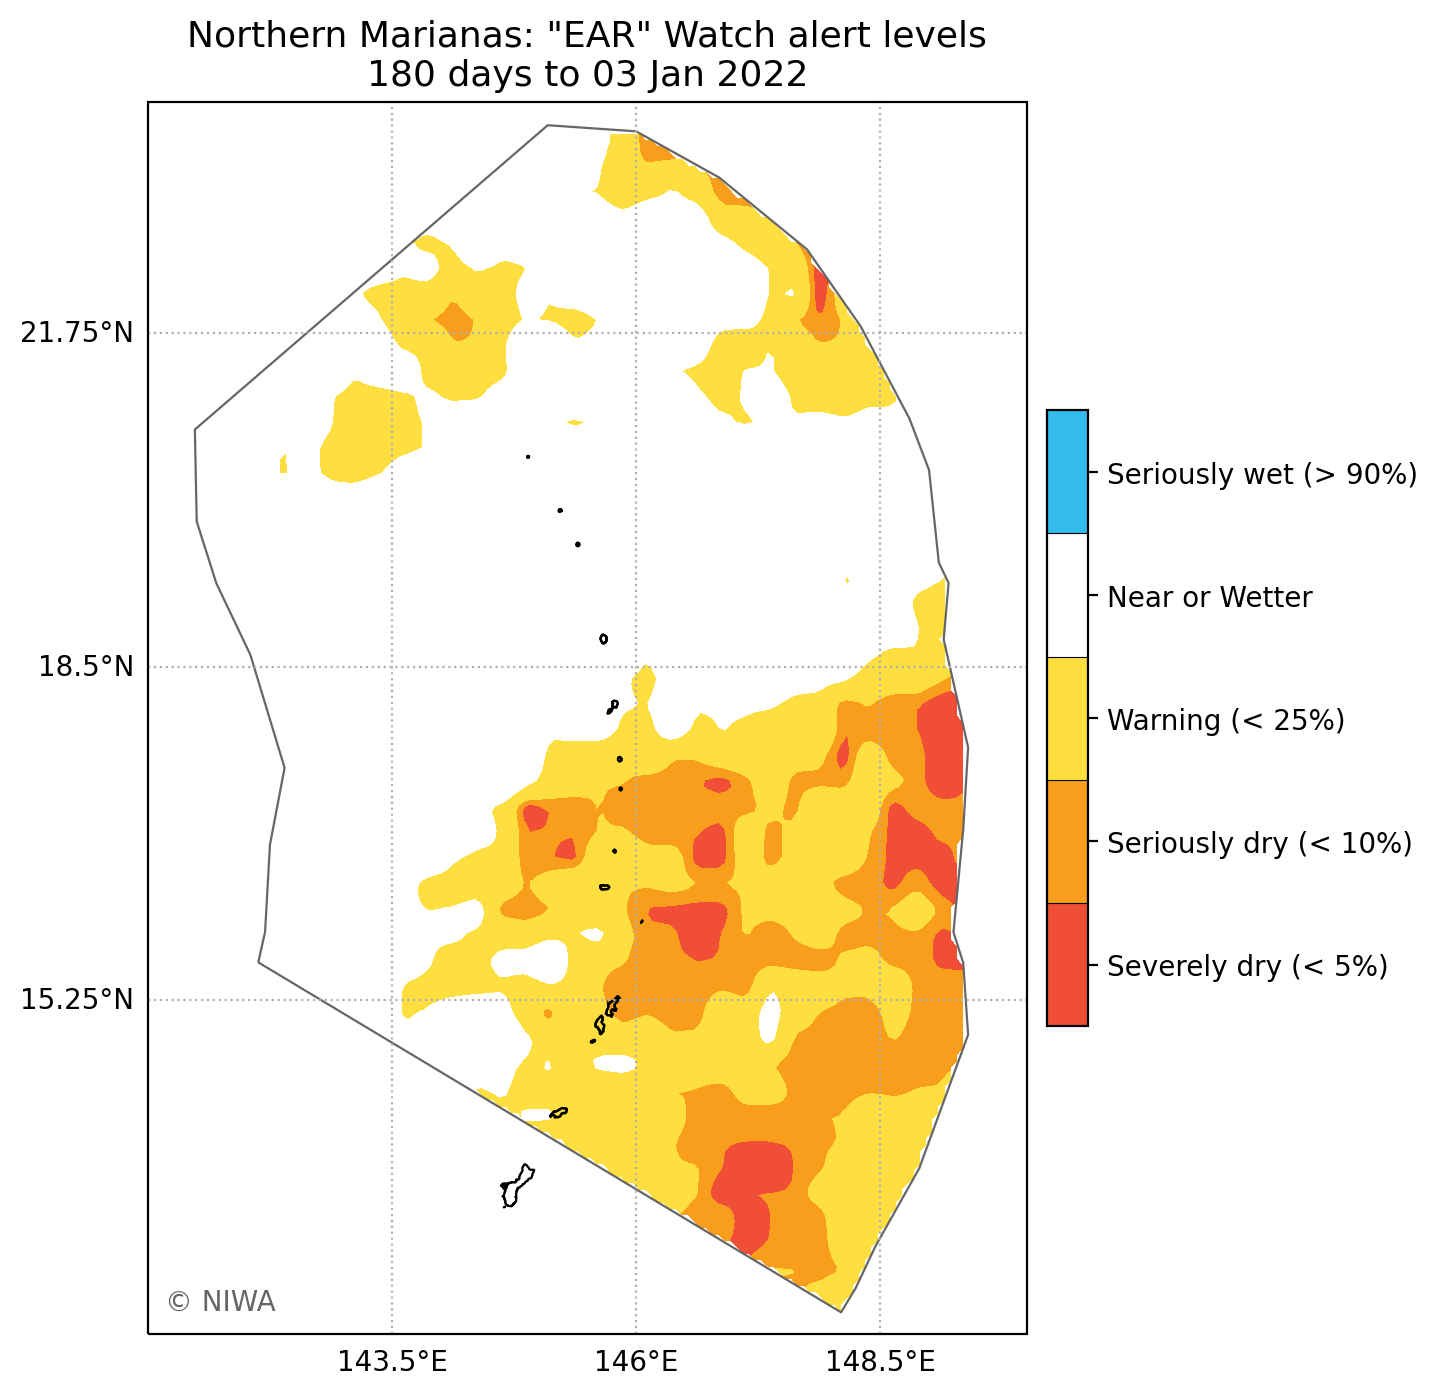 Northern Marianas: "EAR" Watch alert levels
180 days to 03 Jan 2022
21.75°N
18.5°N
15.25°N
143.5°E
146°E
148.5°E
Seriously wet (> 90%)
Near or Wetter
Warning (< 25%)
Seriously dry (< 10%)
Severely dry (< 5%)
© NIWA